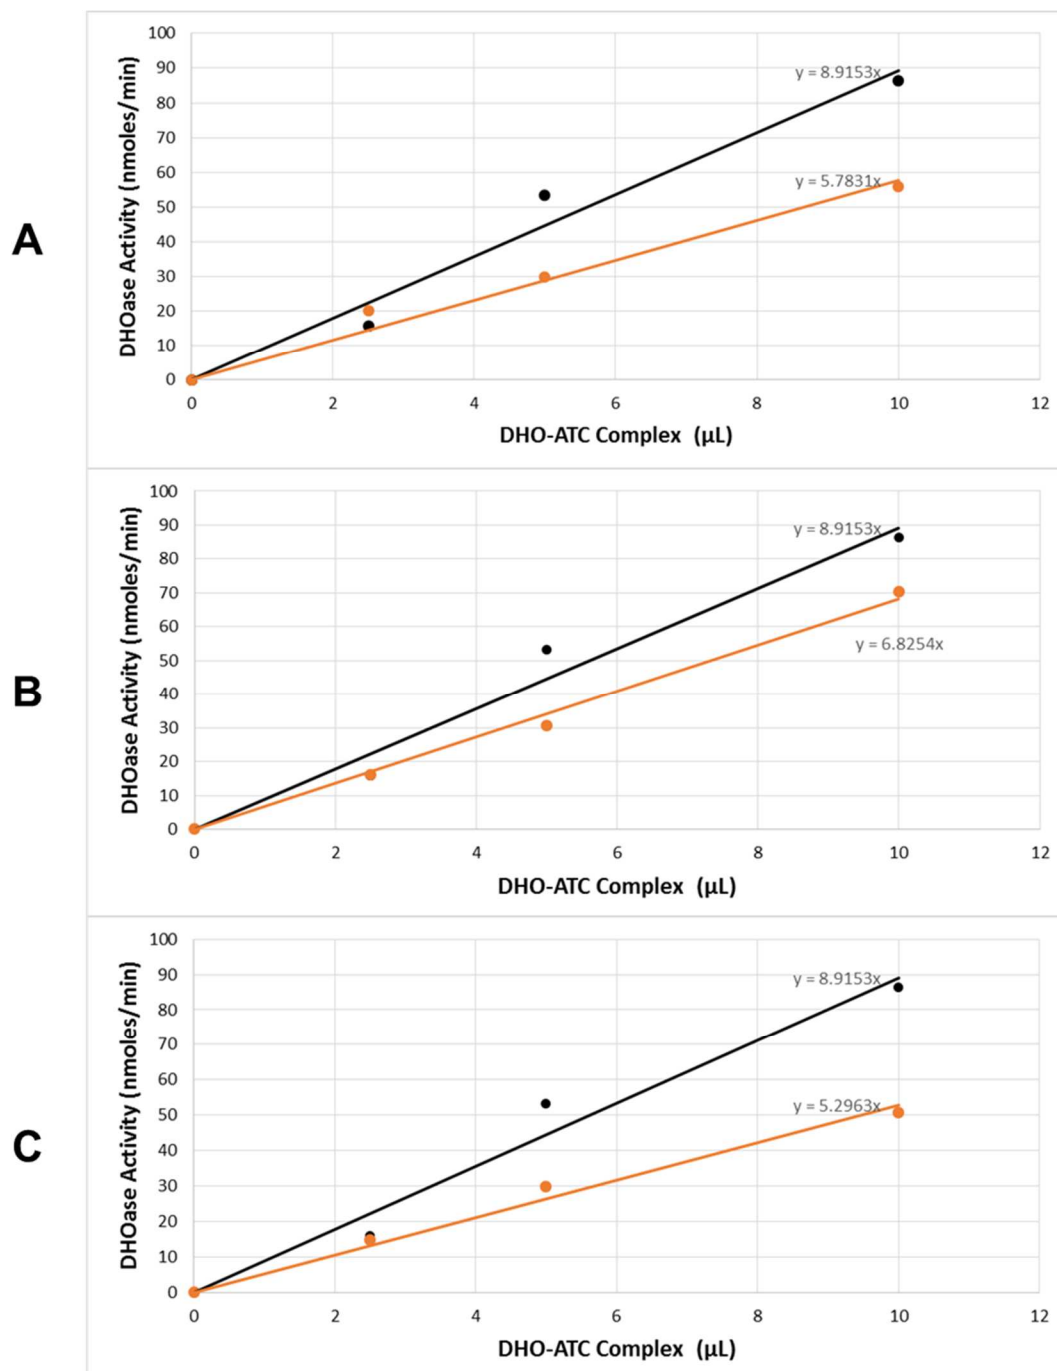 A
DHOase Activity (nmoles/min)
100
90
80
70
60
50
40
30
20
10
0
y = 8.9153x
y = 5.7831x
0 2 4 6 8 10 12
DHO-ATC Complex (µL)
B
DHOase Activity (nmoles/min)
100
90
80
70
60
50
40
30
20
10
0
y = 8.9153x
y = 6.8254x
0 2 4 6 8 10 12
DHO-ATC Complex (µL)
C
DHOase Activity (nmoles/min)
100
90
80
70
60
50
40
30
20
10
0
y = 8.9153x
y = 5.2963x
0 2 4 6 8 10 12
DHO-ATC Complex (µL)